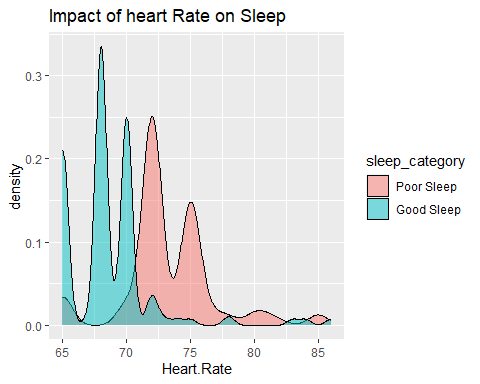 Impact of heart Rate on Sleep
0.3
0.2
0.1
0.0
density
65 70 75 80 85
Heart.Rate
sleep_category
Poor Sleep
Good Sleep